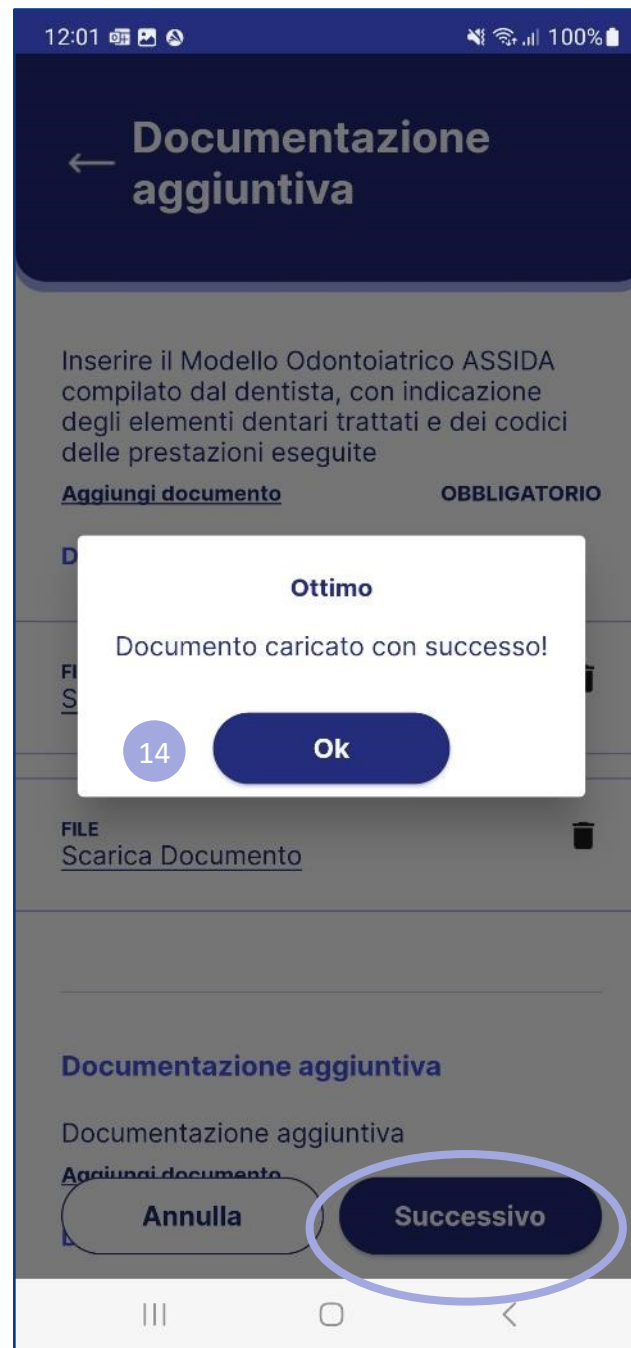 12:01 100%
Documentazione
aggiuntiva
Inserire il Modello Odontoiatrico ASSIDA
compilato dal dentista, con indicazione
degli elementi dentari trattati e dei codici
delle prestazioni eseguite
Aggiungi documento OBBLIGATORIO
D
Ottimo
Documento caricato con successo!
FI
S
14 Ok
FILE
Scarica Documento
Documentazione aggiuntiva
Documentazione aggiuntiva
Aggiungi documento
Annulla Successivo